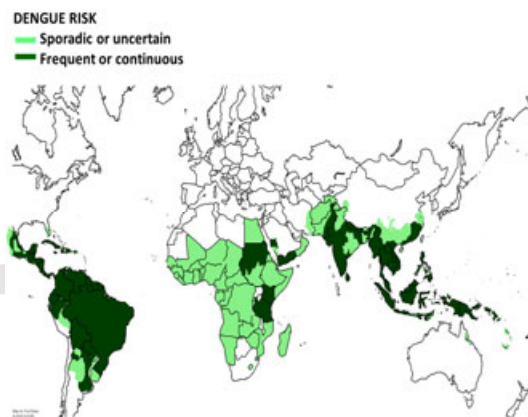 DENGUE RISK
Sporadic or uncertain
Frequent or continuous